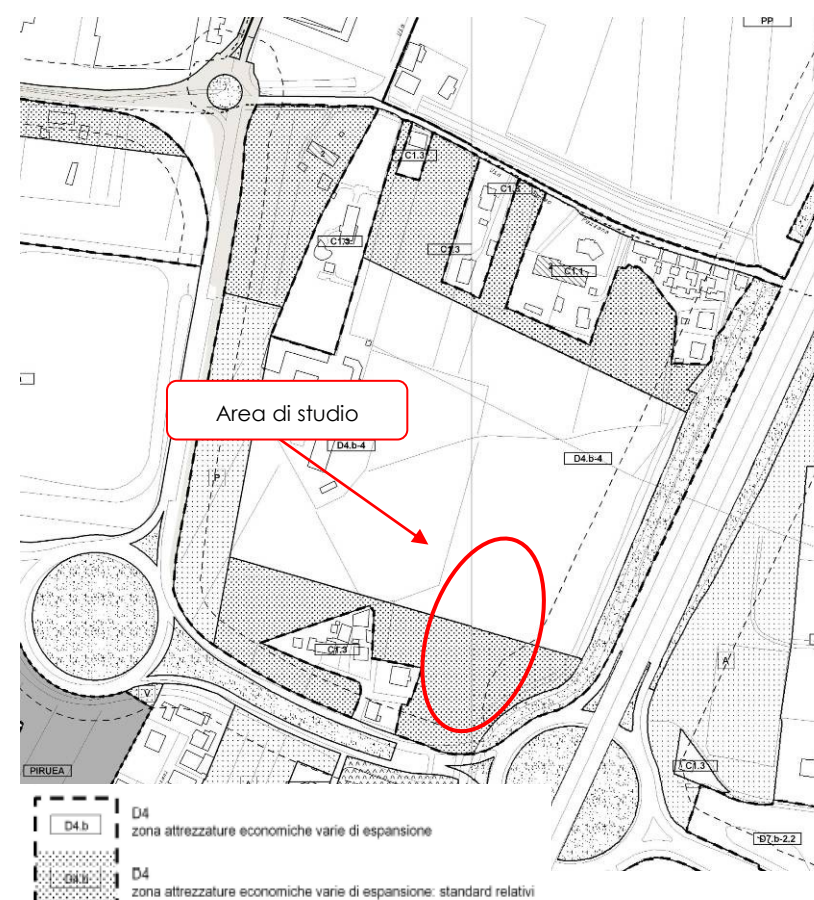 PP
C1.3
C1.3
C1.3
C1.3
C1.1
Area di studio
D4.b-4
D4.b-4
P
C1.3
A
V
C1.3
PIRUEA
D7.b-2.2
D4.b
D4
zona attrezzature economiche varie di espansione
D4.b
D4
zona attrezzature economiche varie di espansione: standard relativi